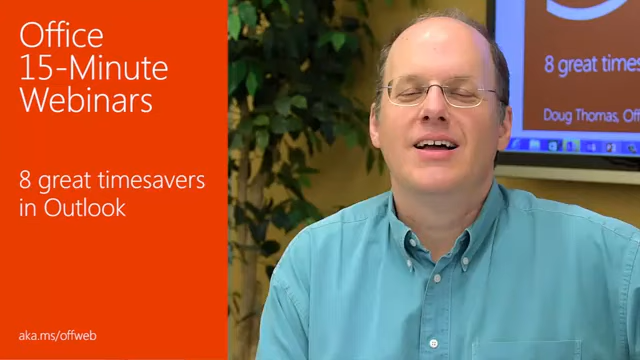 Office
15-Minute
Webinars
8 great timesavers
in Outlook
aka.ms/offweb
8 great times
Doug Thomas, Off